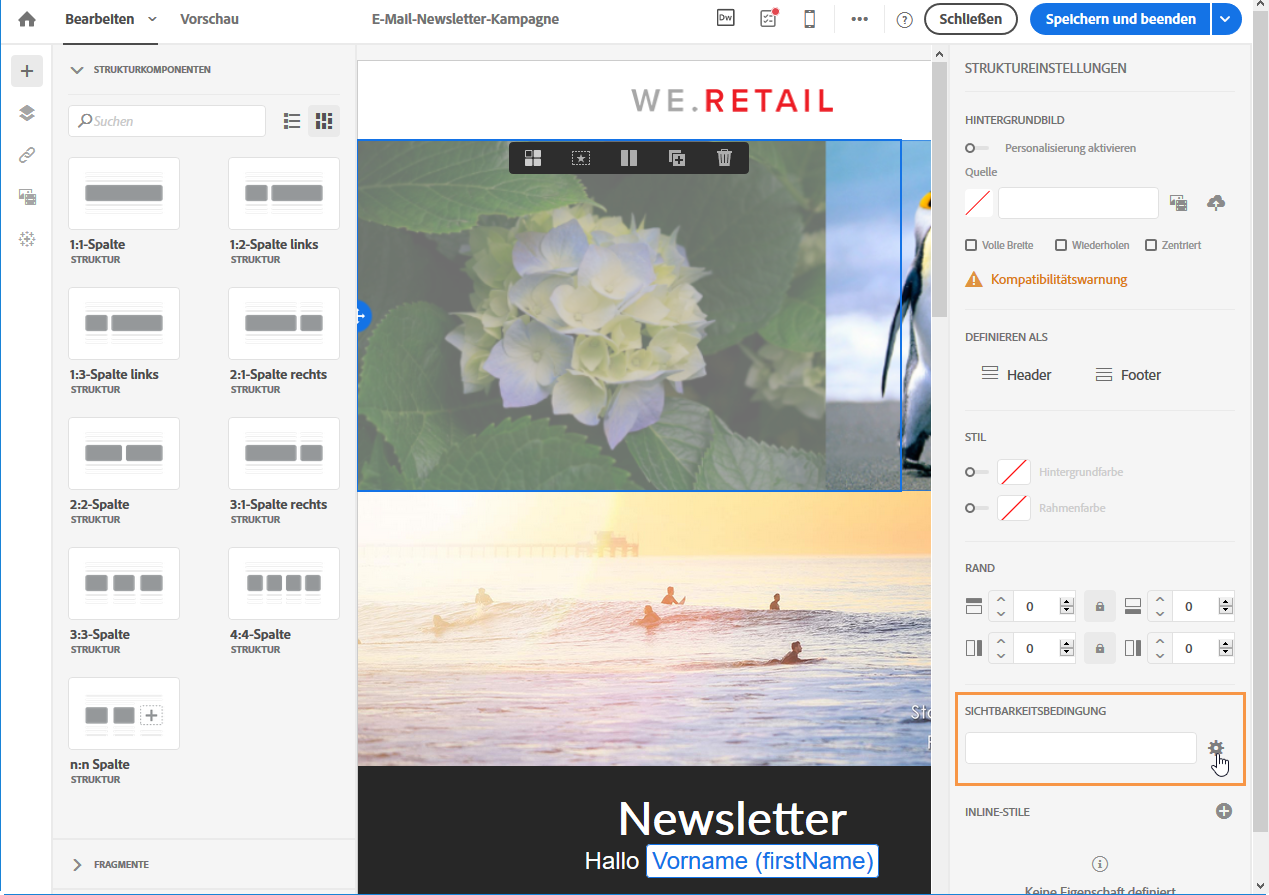 Bearbeiten
Vorschau
E-Mail-Newsletter-Kampagne
Dw
?
Schließen
Speichern und beenden
STRUKTURKOMPONENTEN
Suchen
1:1-Spalte
STRUKTUR
1:2-Spalte links
STRUKTUR
1:3-Spalte links
STRUKTUR
2:1-Spalte rechts
STRUKTUR
2:2-Spalte
STRUKTUR
3:1-Spalte rechts
STRUKTUR
3:3-Spalte
STRUKTUR
4:4-Spalte
STRUKTUR
n:n Spalte
STRUKTUR
FRAGMENTE
WE.RETAIL
Newsletter
Hallo Vorname (firstName)
STRUKTUREINSTELLUNGEN
HINTERGRUNDBILD
Personalisierung aktivieren
Quelle
Volle Breite
Wiederholen
Zentriert
Kompatibilitätswarnung
DEFINIEREN ALS
Header
Footer
STIL
Hintergrundfarbe
Rahmenfarbe
RAND
0
0
0
0
SICHTBARKEITSBEDINGUNG
INLINE-STILE
Keine Eigenschaft definiert